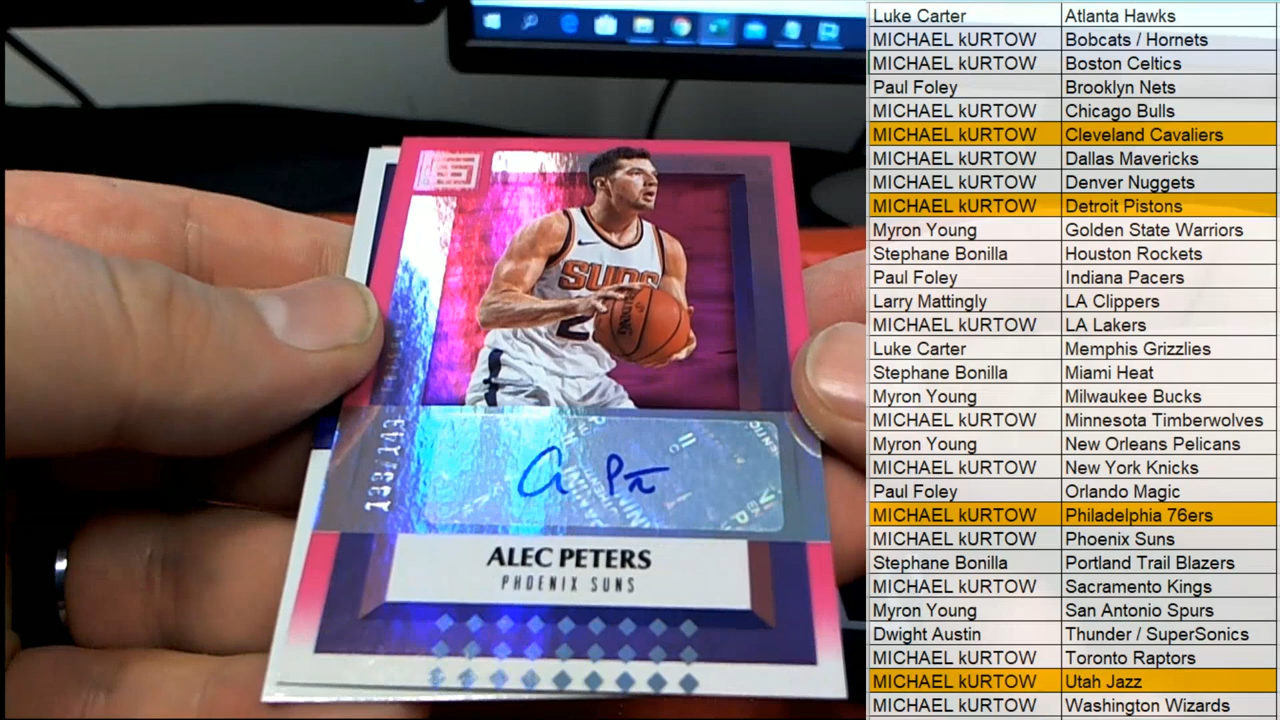 SUNS
2
SPALDING
133/149
ALEC PETERS
PHOENIX SUNS
Luke Carter Atlanta Hawks
MICHAEL kURTOW Bobcats / Hornets
MICHAEL kURTOW Boston Celtics
Paul Foley Brooklyn Nets
MICHAEL kURTOW Chicago Bulls
MICHAEL kURTOW Cleveland Cavaliers
MICHAEL kURTOW Dallas Mavericks
MICHAEL kURTOW Denver Nuggets
MICHAEL kURTOW Detroit Pistons
Myron Young Golden State Warriors
Stephane Bonilla Houston Rockets
Paul Foley Indiana Pacers
Larry Mattingly LA Clippers
MICHAEL kURTOW LA Lakers
Luke Carter Memphis Grizzlies
Stephane Bonilla Miami Heat
Myron Young Milwaukee Bucks
MICHAEL kURTOW Minnesota Timberwolves
Myron Young New Orleans Pelicans
MICHAEL kURTOW New York Knicks
Paul Foley Orlando Magic
MICHAEL kURTOW Philadelphia 76ers
MICHAEL kURTOW Phoenix Suns
Stephane Bonilla Portland Trail Blazers
MICHAEL kURTOW Sacramento Kings
Myron Young San Antonio Spurs
Dwight Austin Thunder / SuperSonics
MICHAEL kURTOW Toronto Raptors
MICHAEL kURTOW Utah Jazz
MICHAEL kURTOW Washington Wizards